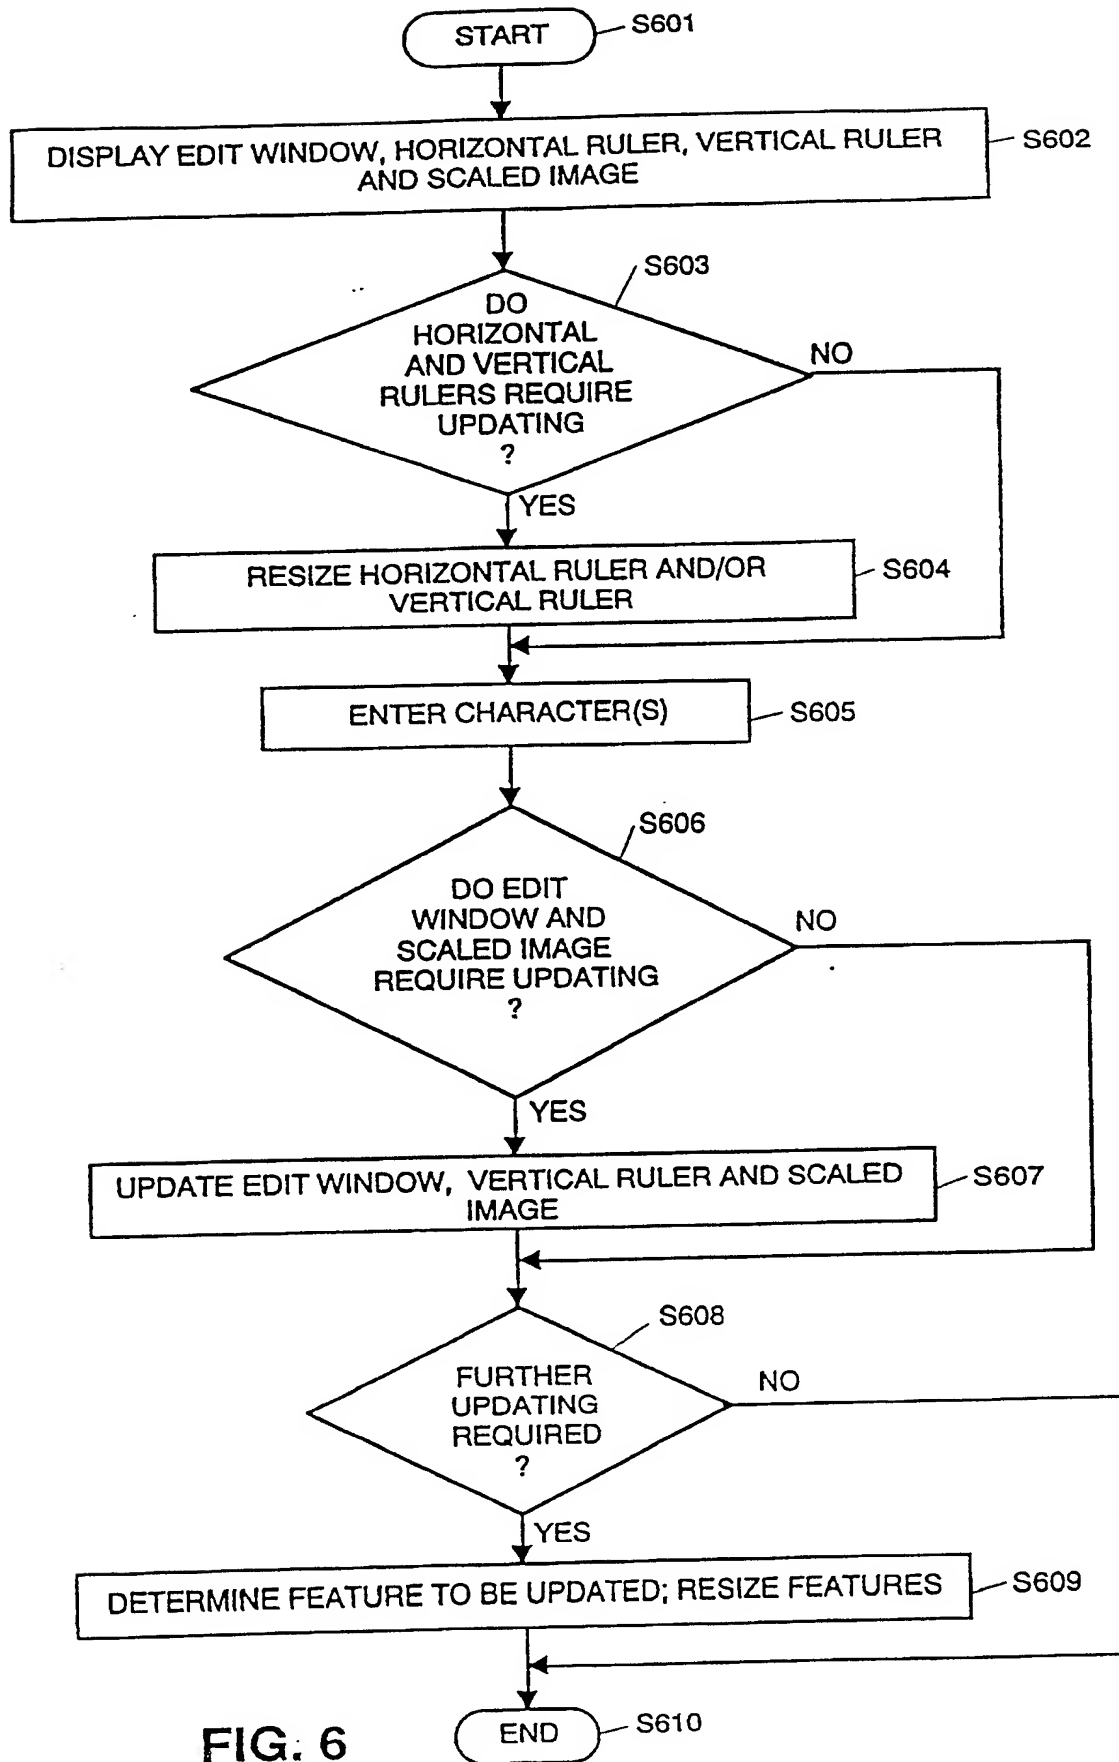 START
S601
DISPLAY EDIT WINDOW, HORIZONTAL RULER, VERTICAL RULER
AND SCALED IMAGE
S602
S603
DO
HORIZONTAL
AND VERTICAL
RULERS REQUIRE
UPDATING
?
NO
YES
RESIZE HORIZONTAL RULER AND/OR
VERTICAL RULER
S604
ENTER CHARACTER(S)
S605
S606
DO EDIT
WINDOW AND
SCALED IMAGE
REQUIRE UPDATING
?
NO
YES
UPDATE EDIT WINDOW, VERTICAL RULER AND SCALED
IMAGE
S607
S608
FURTHER
UPDATING
REQUIRED
?
NO
YES
DETERMINE FEATURE TO BE UPDATED; RESIZE FEATURES
S609
END
S610
FIG. 6